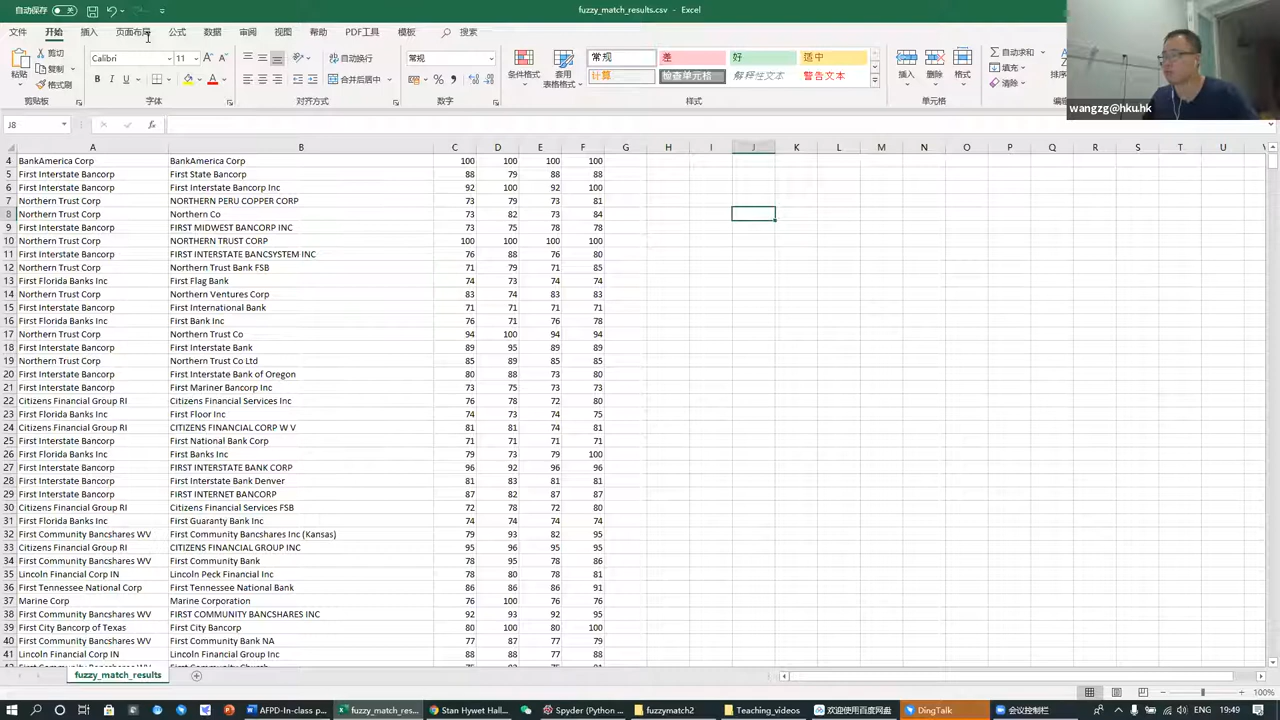 自动保存 关
fuzzy_match_results.csv - Excel
文件 开始 插入 页面布局 公式 数据 审阅 视图 帮助 PDF工具 模板 搜索
粘贴 剪切 复制 格式刷 剪贴板
Calibri 11 B I U A 字体
自动换行 合并后居中 对齐方式
常规 % 数字
条件格式 套用 表格格式
常规 差 好 适中
计算 检查单元格 解释性文本 警告文本
样式
插入 删除 格式 单元格
自动求和 填充 清除
wangzg@hku.hk
J8 fx
A B C D E F G H I J K L M N O P Q R S T U
4 BankAmerica Corp BankAmerica Corp 100 100 100 100
5 First Interstate Bancorp First State Bancorp 88 79 88 88
6 First Interstate Bancorp First Interstate Bancorp Inc 92 100 92 100
7 Northern Trust Corp NORTHERN PERU COPPER CORP 73 79 73 81
8 Northern Trust Corp Northern Co 73 82 73 84
9 First Interstate Bancorp FIRST MIDWEST BANCORP INC 73 75 78 78
10 Northern Trust Corp NORTHERN TRUST CORP 100 100 100 100
11 First Interstate Bancorp FIRST INTERSTATE BANCSYSTEM INC 76 88 76 80
12 Northern Trust Corp Northern Trust Bank FSB 71 79 71 85
13 First Florida Banks Inc First Flag Bank 74 73 74 74
14 Northern Trust Corp Northern Ventures Corp 83 74 83 83
15 First Interstate Bancorp First International Bank 71 71 71 71
16 First Florida Banks Inc First Bank Inc 76 71 76 78
17 Northern Trust Corp Northern Trust Co 94 100 94 94
18 First Interstate Bancorp First Interstate Bank 89 95 89 89
19 Northern Trust Corp Northern Trust Co Ltd 85 89 85 85
20 First Interstate Bancorp First Interstate Bank of Oregon 80 88 73 80
21 First Interstate Bancorp First Mariner Bancorp Inc 73 75 73 73
22 Citizens Financial Group RI Citizens Financial Services Inc 76 78 72 80
23 First Florida Banks Inc First Floor Inc 74 73 74 75
24 Citizens Financial Group RI CITIZENS FINANCIAL CORP W V 81 81 74 81
25 First Interstate Bancorp First National Bank Corp 71 71 71 71
26 First Florida Banks Inc First Banks Inc 79 73 79 100
27 First Interstate Bancorp FIRST INTERSTATE BANK CORP 96 92 96 96
28 First Interstate Bancorp First Interstate Bank Denver 81 83 81 81
29 First Interstate Bancorp FIRST INTERNET BANCORP 87 82 87 87
30 Citizens Financial Group RI Citizens Financial Services FSB 72 78 72 80
31 First Florida Banks Inc First Guaranty Bank Inc 74 74 74 74
32 First Community Bancshares WV First Community Bancshares Inc (Kansas) 79 93 82 95
33 Citizens Financial Group RI CITIZENS FINANCIAL GROUP INC 95 96 95 95
34 First Community Bancshares WV First Community Bank 78 95 78 86
35 Lincoln Financial Corp IN Lincoln Peck Financial Inc 78 80 78 81
36 First Tennessee National Corp First Tennessee National Bank 86 86 86 91
37 Marine Corp Marine Corporation 76 100 76 76
38 First Community Bancshares WV FIRST COMMUNITY BANCSHARES INC 92 93 92 95
39 First City Bancorp of Texas First City Bancorp 80 100 80 100
40 First Community Bancshares WV First Community Bank NA 77 87 77 79
41 Lincoln Financial Corp IN Lincoln Financial Group Inc 88 88 77 88
fuzzy_match_results
100%
AFPD-In-class p... fuzzy_match_res... Stan Hywet Hall... Spyder (Python ... fuzzymatch2 Teaching_videos 欢迎使用百度网盘 DingTalk 会议控制栏 19:49